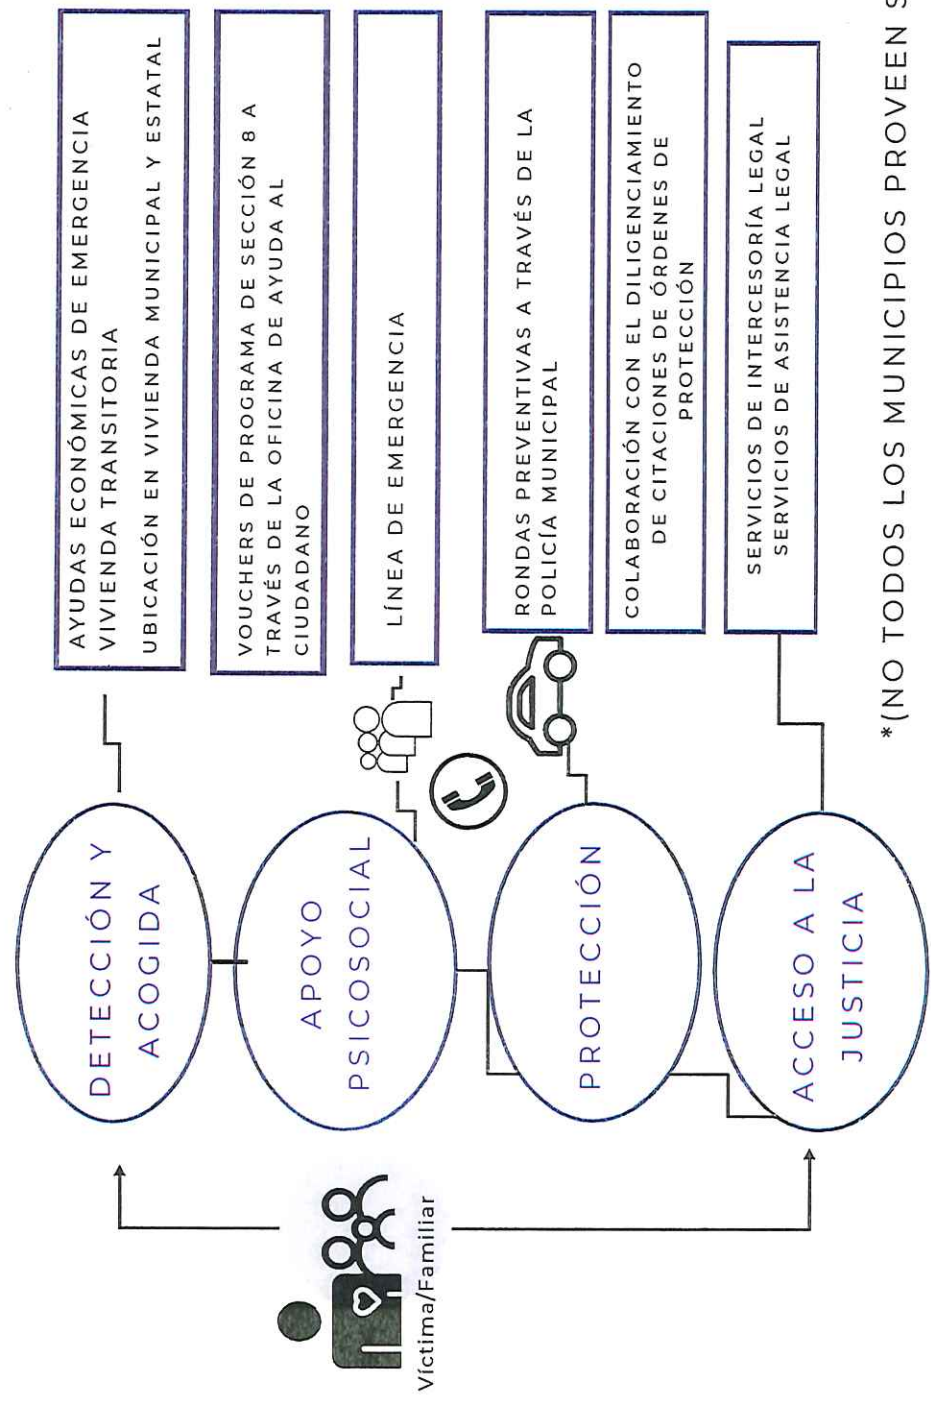 Víctima/Familiar
DETECCIÓN Y
ACOGIDA
AYUDAS ECONÓMICAS DE EMERGENCIA
VIVIENDA TRANSITORIA
UBICACIÓN EN VIVIENDA MUNICIPAL Y ESTATAL
VOUCHERS DE PROGRAMA DE SECCIÓN 8 A
TRAVÉS DE LA OFICINA DE AYUDA AL
CIUDADANO
APOYO
PSICOSOCIAL
LÍNEA DE EMERGENCIA
PROTECCIÓN
RONDAS PREVENTIVAS A TRAVÉS DE LA
POLICÍA MUNICIPAL
COLABORACIÓN CON EL DILIGENCIAMIENTO
DE CITACIONES DE ÓRDENES DE
PROTECCIÓN
ACCESO A LA
JUSTICIA
SERVICIOS DE INTERCESORÍA LEGAL
SERVICIOS DE ASISTENCIA LEGAL
*(NO TODOS LOS MUNICIPIOS PROVEEN